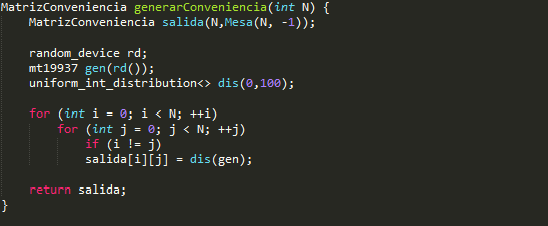 MatrizConveniencia generarConveniencia(int N) {
    MatrizConveniencia salida(N,Mesa(N, -1));

    random_device rd;
    mt19937 gen(rd());
    uniform_int_distribution<> dis(0,100);

    for (int i = 0; i < N; ++i)
        for (int j = 0; j < N; ++j)
            if (i != j)
            salida[i][j] = dis(gen);

    return salida;
}